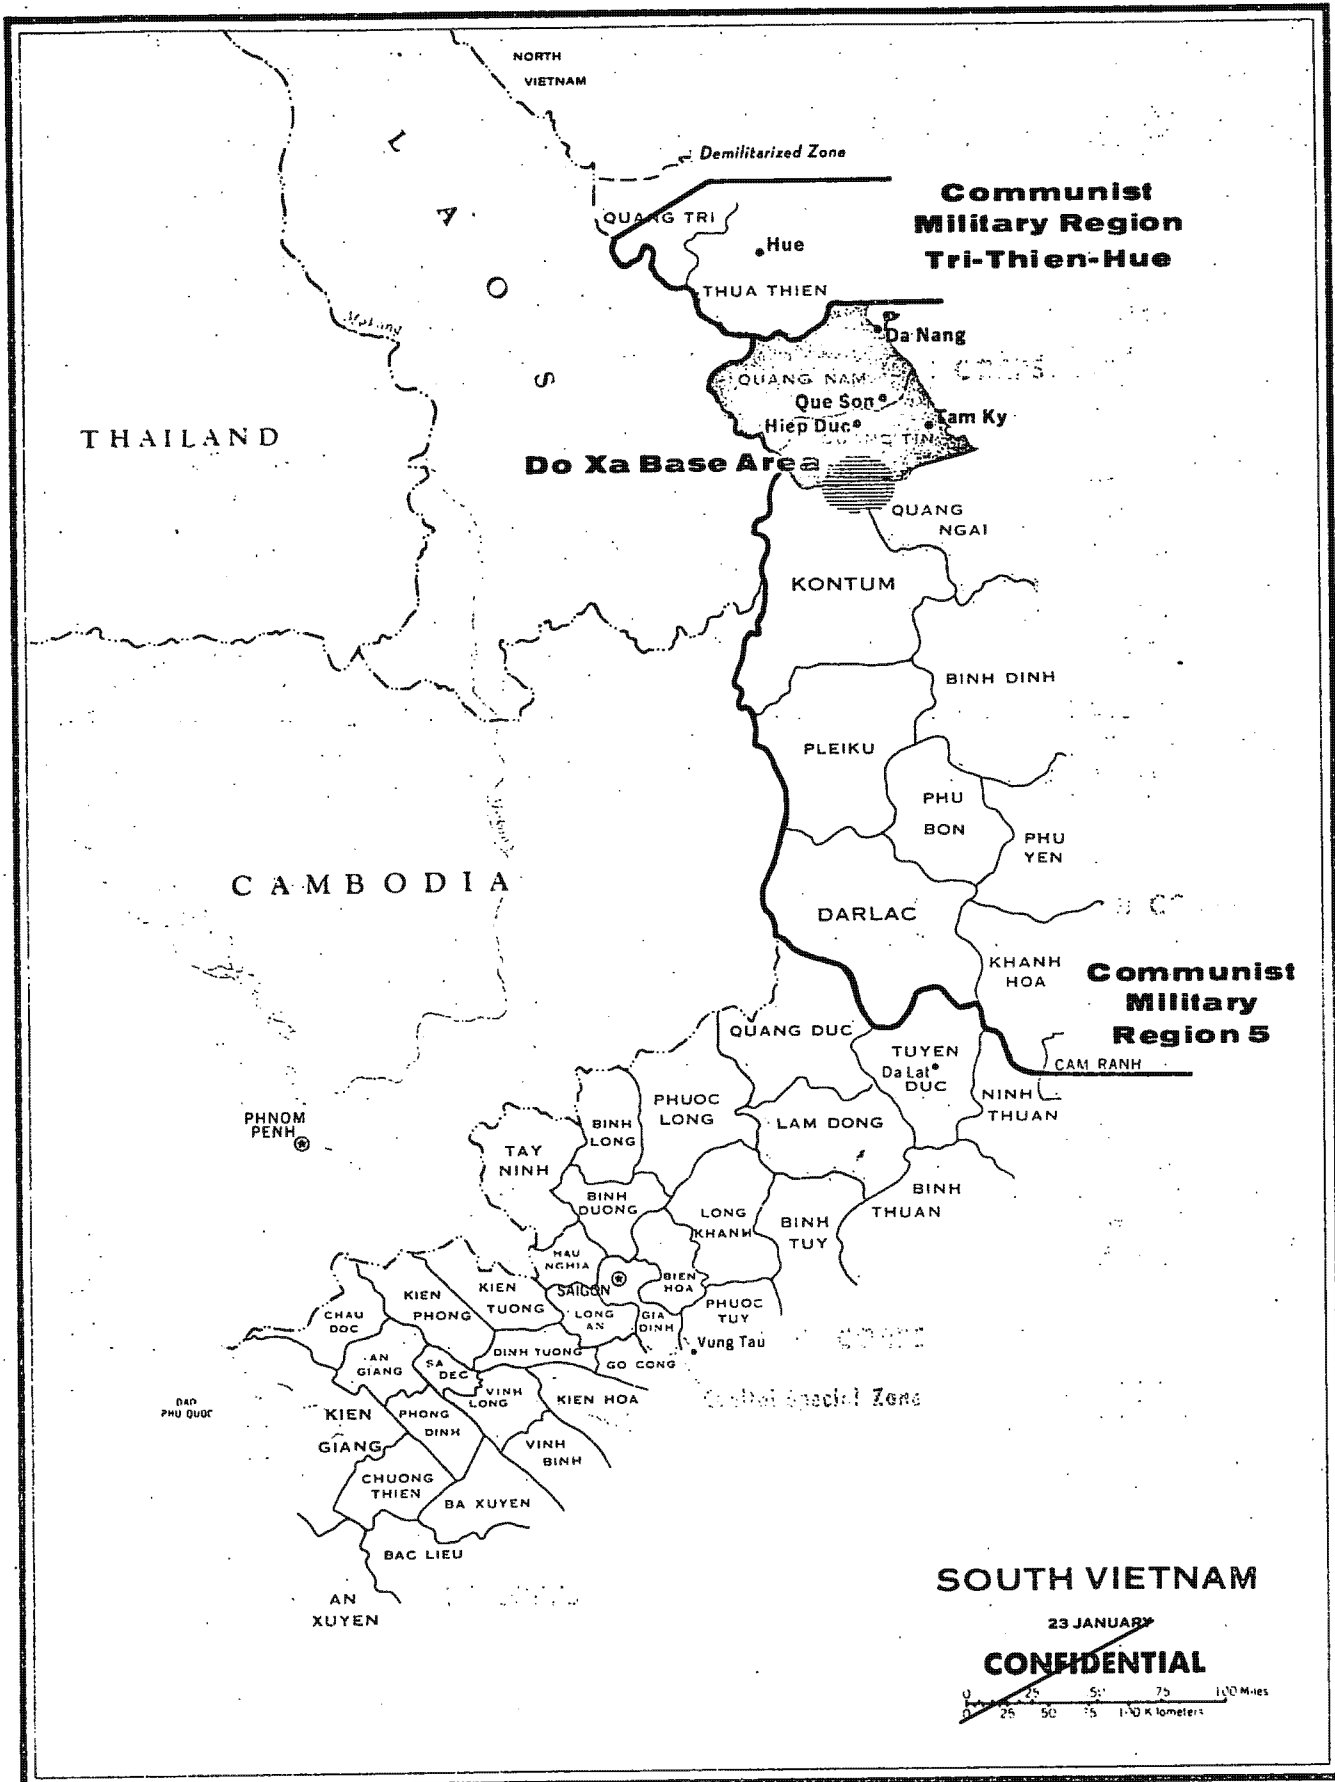 NORTH
VIETNAM
LAOS
Demilitarized Zone
Communist
Military Region
Tri-Thien-Hue
QUANG TRI
Hue
THUA THIEN
Mekong
Da Nang
QUANG NAM
Que Son
Hiep Duc
Tam Ky
TIN
THAILAND
Do Xa Base Area
QUANG
NGAI
KONTUM
BINH DINH
PLEIKU
PHU
BON
PHU
YEN
CAMBODIA
DARLAC
KHANH
HOA
Communist
Military
Region 5
QUANG DUC
TUYEN
Da Lat
DUC
CAM RANH
NINH
THUAN
PHUOC
LONG
LAM DONG
BINH
LONG
PHNOM
PENH
TAY
NINH
BINH
DUONG
LONG
KHANH
BINH
TUY
BINH
THUAN
HAU
NGHIA
SAIGON
BIEN
HOA
KIEN
PHONG
KIEN
TUONG
LONG
AN
GIA
DINH
PHUOC
TUY
CHAU
DOC
Vung Tau
DINH TUONG
GO CONG
AN
GIANG
SA
DEC
VINH
LONG
KIEN HOA
Capital Special Zone
DAO
PHU QUOC
KIEN
GIANG
PHONG
DINH
VINH
BINH
CHUONG
THIEN
BA XUYEN
BAC LIEU
AN
XUYEN
SOUTH VIETNAM
23 JANUARY
CONFIDENTIAL
0 25 50 75 100 Miles
0 25 50 75 100 Kilometers